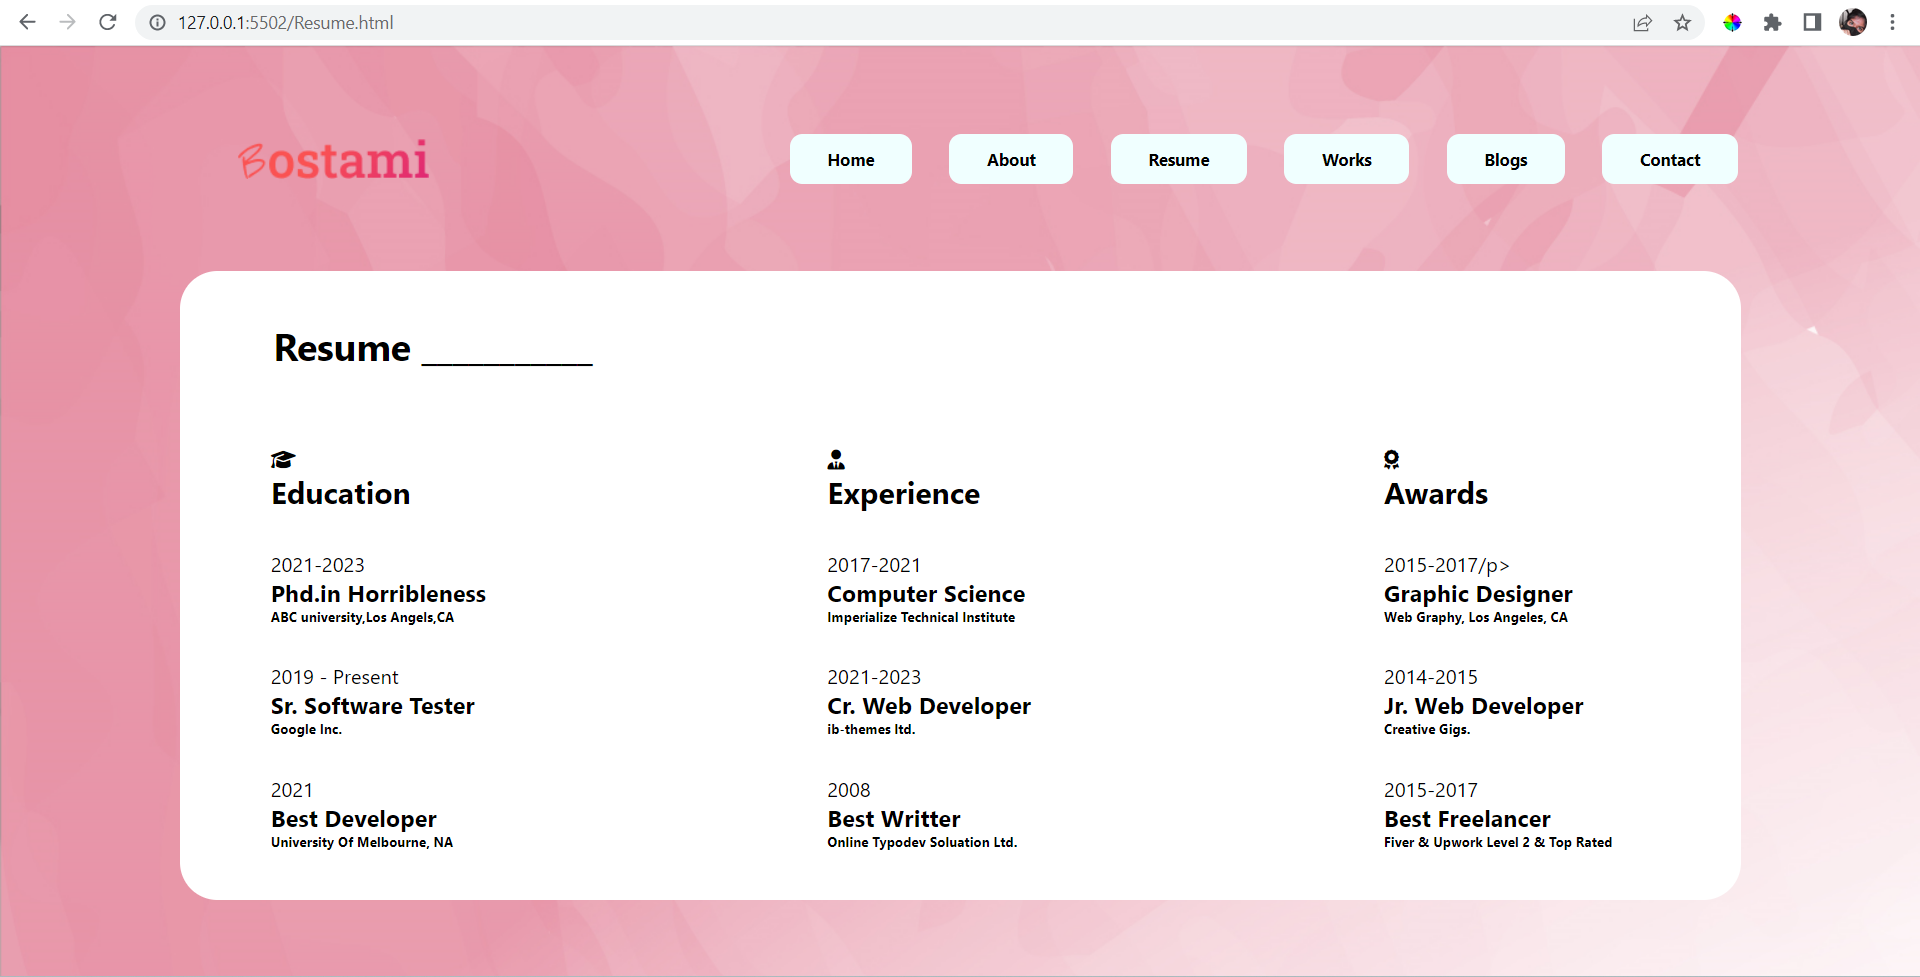 127.0.0.1:5502/Resume.html
Bostami
Home
About
Resume
Works
Blogs
Contact
Resume ___________
Education
2021-2023
Phd.in Horribleness
ABC university,Los Angels,CA
2019 - Present
Sr. Software Tester
Google Inc.
2021
Best Developer
University Of Melbourne, NA
Experience
2017-2021
Computer Science
Imperialize Technical Institute
2021-2023
Cr. Web Developer
ib-themes ltd.
2008
Best Writter
Online Typodev Soluation Ltd.
Awards
2015-2017/p>
Graphic Designer
Web Graphy, Los Angeles, CA
2014-2015
Jr. Web Developer
Creative Gigs.
2015-2017
Best Freelancer
Fiver & Upwork Level 2 & Top Rated